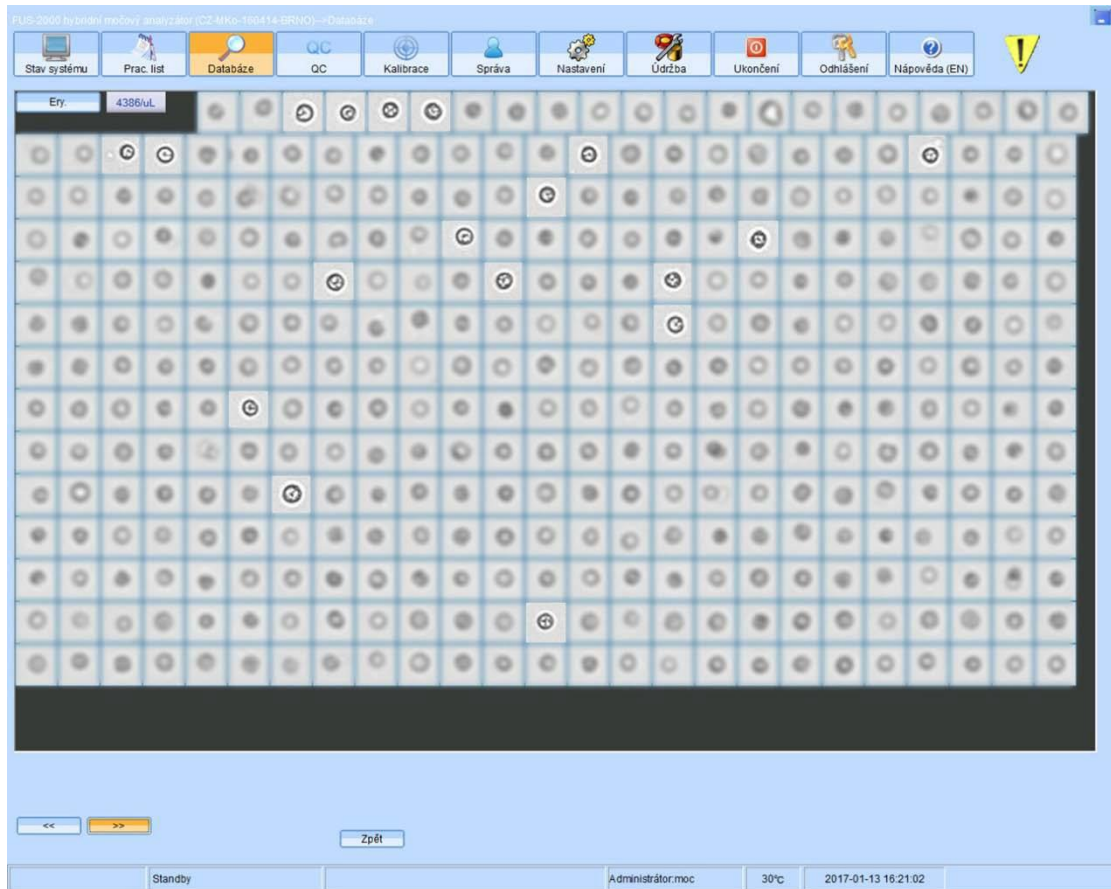 FUS-2000 hybridní močový analyzátor (CZ-MKo-160414-BRNO)-->Databáze
Stav systému Prac. list Databáze QC QC Kalibrace Správa Nastavení Údržba Ukončení Odhlášení Nápověda (EN)
Ery. 4386/uL
<< >>
Zpět
Standby Administrátor:moc 30°C 2017-01-13 16:21:02